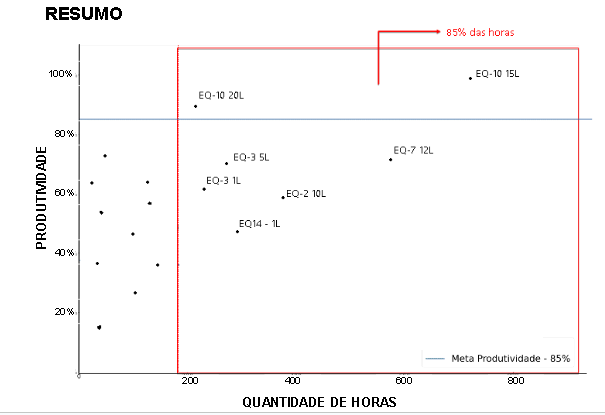 RESUMO
85% das horas
100%
EQ-10 15L
EQ-10 20L
80%
EQ-7 12L
EQ-3 5L
EQ-3 1L
60%
EQ-2 10L
EQ14 - 1L
40%
20%
PRODUTIVIDADE
Meta Produtividade - 85%
200
400
600
800
QUANTIDADE DE HORAS